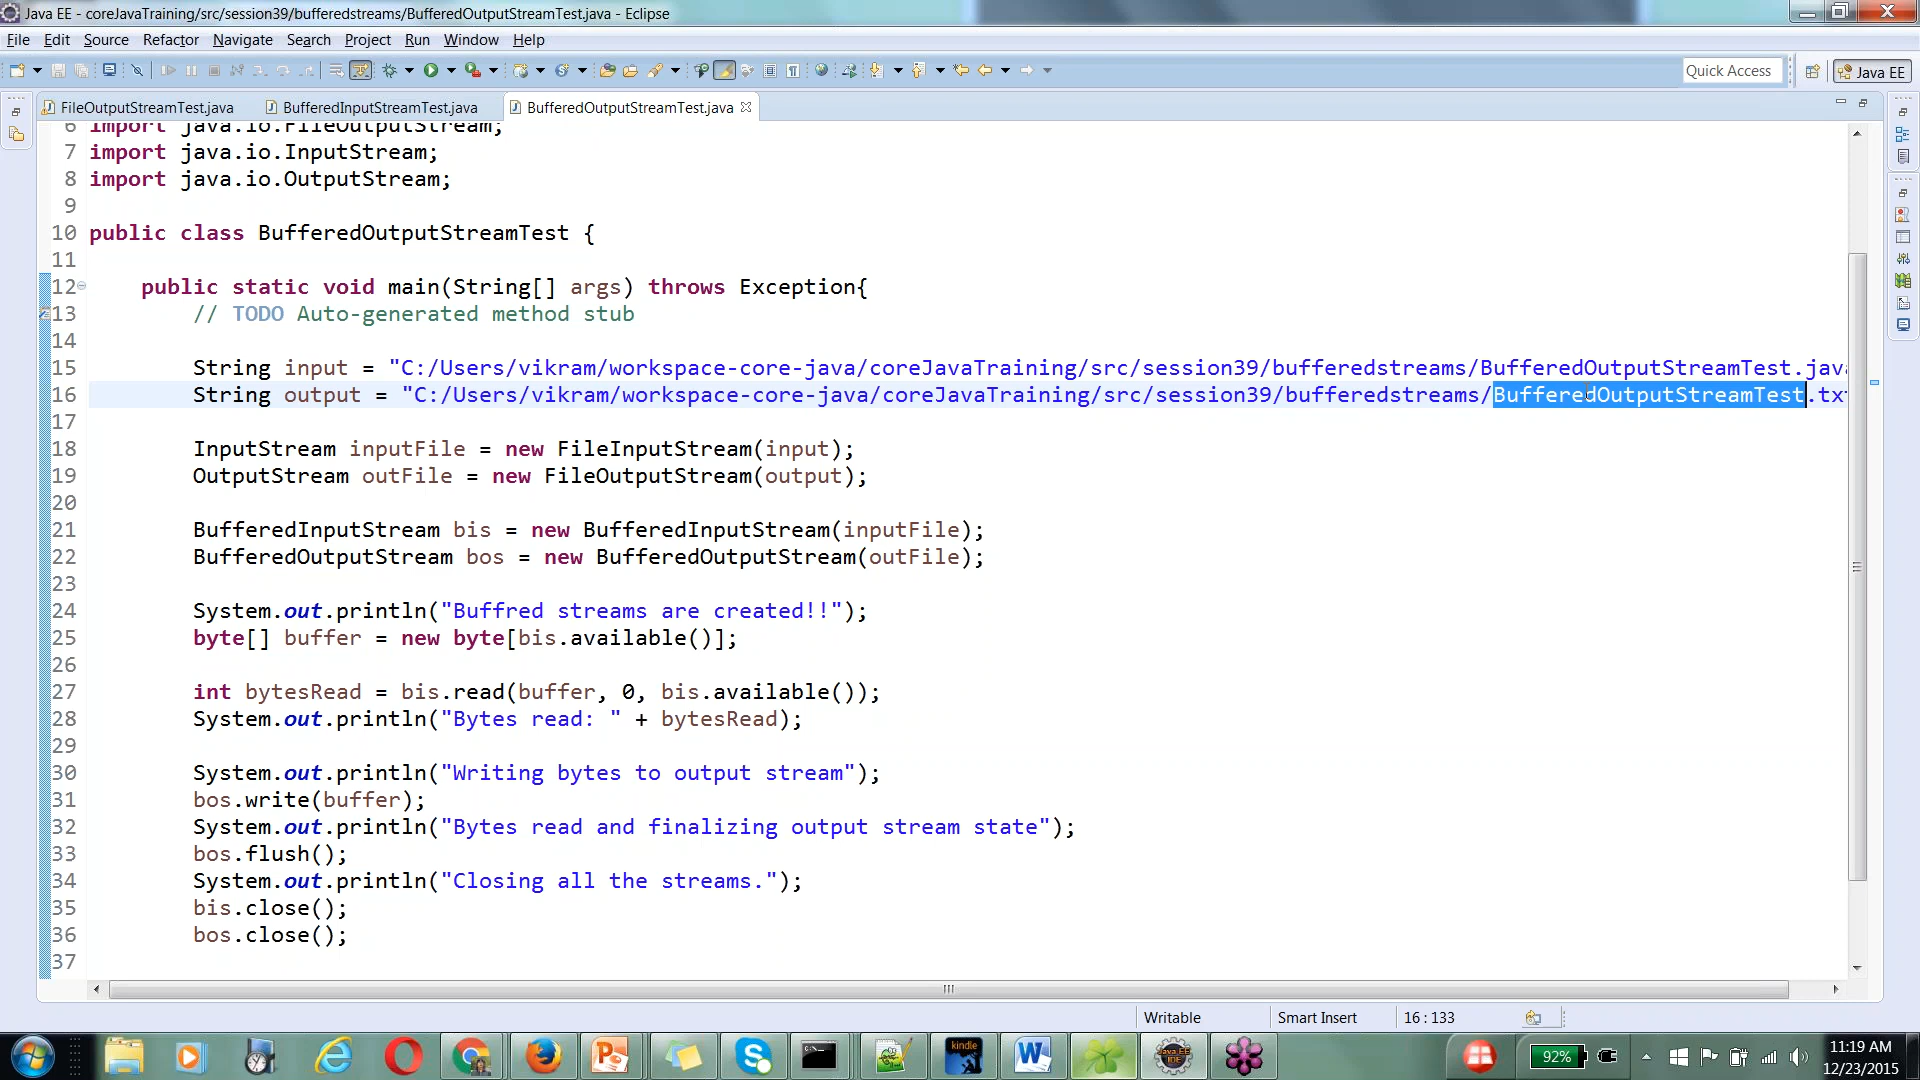 Java EE - coreJavaTraining/src/session39/bufferedstreams/BufferedOutputStreamTest.java - Eclipse
File Edit Source Refactor Navigate Search Project Run Window Help
Quick Access Java EE
FileOutputStreamTest.java BufferedInputStreamTest.java BufferedOutputStreamTest.java
6 import java.io.FileOutputStream;
7 import java.io.InputStream;
8 import java.io.OutputStream;
9
10 public class BufferedOutputStreamTest {
11
12 public static void main(String[] args) throws Exception{
13 // TODO Auto-generated method stub
14
15 String input = "C:/Users/vikram/workspace-core-java/coreJavaTraining/src/session39/bufferedstreams/BufferedOutputStreamTest.java
16 String output = "C:/Users/vikram/workspace-core-java/coreJavaTraining/src/session39/bufferedstreams/BufferedOutputStreamTest.txt
17
18 InputStream inputFile = new FileInputStream(input);
19 OutputStream outFile = new FileOutputStream(output);
20
21 BufferedInputStream bis = new BufferedInputStream(inputFile);
22 BufferedOutputStream bos = new BufferedOutputStream(outFile);
23
24 System.out.println("Buffred streams are created!!");
25 byte[] buffer = new byte[bis.available()];
26
27 int bytesRead = bis.read(buffer, 0, bis.available());
28 System.out.println("Bytes read: " + bytesRead);
29
30 System.out.println("Writing bytes to output stream");
31 bos.write(buffer);
32 System.out.println("Bytes read and finalizing output stream state");
33 bos.flush();
34 System.out.println("Closing all the streams.");
35 bis.close();
36 bos.close();
37
Writable Smart Insert 16 : 133
kindle
92%
11:19 AM
12/23/2015